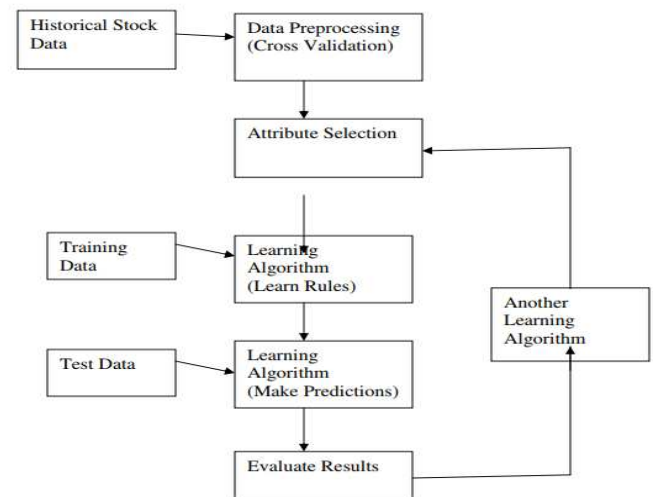 Historical Stock
Data
Data Preprocessing
(Cross Validation)
Attribute Selection
Training
Data
Learning
Algorithm
(Learn Rules)
Another
Learning
Algorithm
Test Data
Learning
Algorithm
(Make Predictions)
Evaluate Results